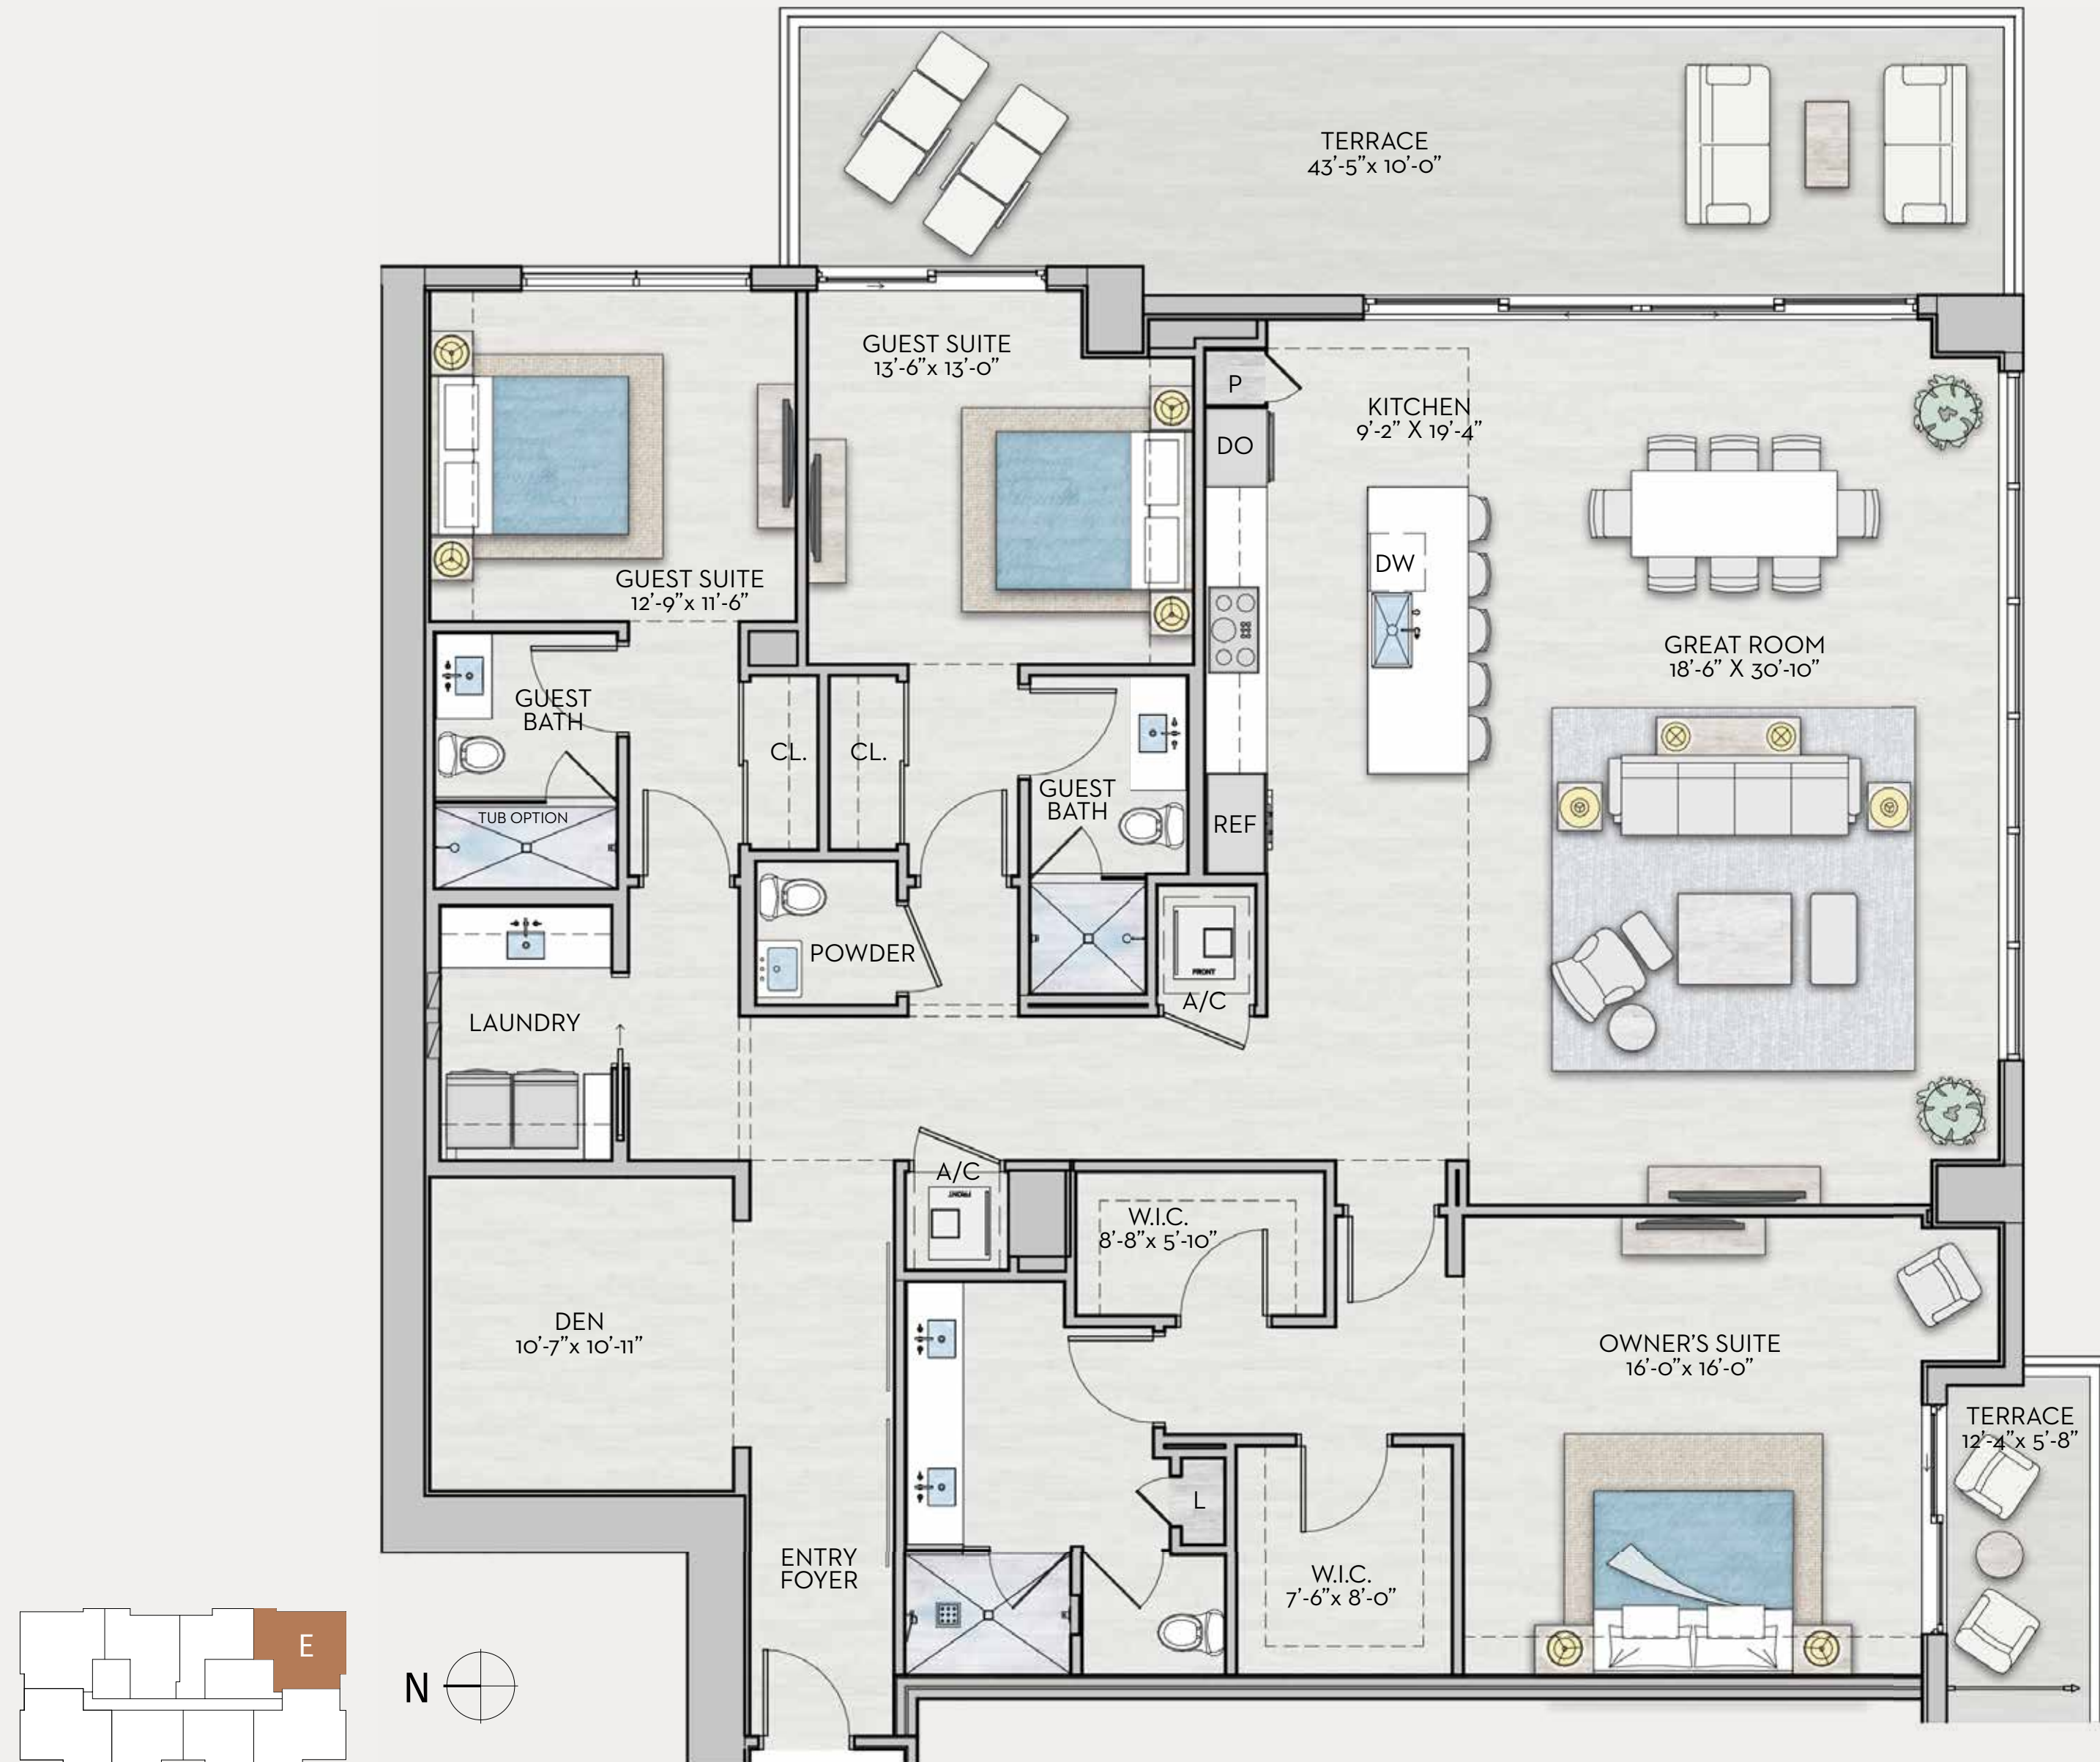 TERRACE
43'-5"x 10'-0"
GUEST SUITE
13'-6"x 13'-0"
P
KITCHEN
9'-2" X 19'-4"
DO
DW
GUEST SUITE
12'-9"x 11'-6"
GREAT ROOM
18'-6" X 30'-10"
GUEST
BATH
CL.
CL.
GUEST
BATH
TUB OPTION
REF
POWDER
FRONT
A/C
LAUNDRY
A/C
FRONT
W.I.C.
8'-8"x 5'-10"
DEN
10'-7"x 10'-11"
OWNER'S SUITE
16'-0"x 16'-0"
TERRACE
12'-4"x 5'-8"
L
ENTRY
FOYER
W.I.C.
7'-6"x 8'-0"
E
N